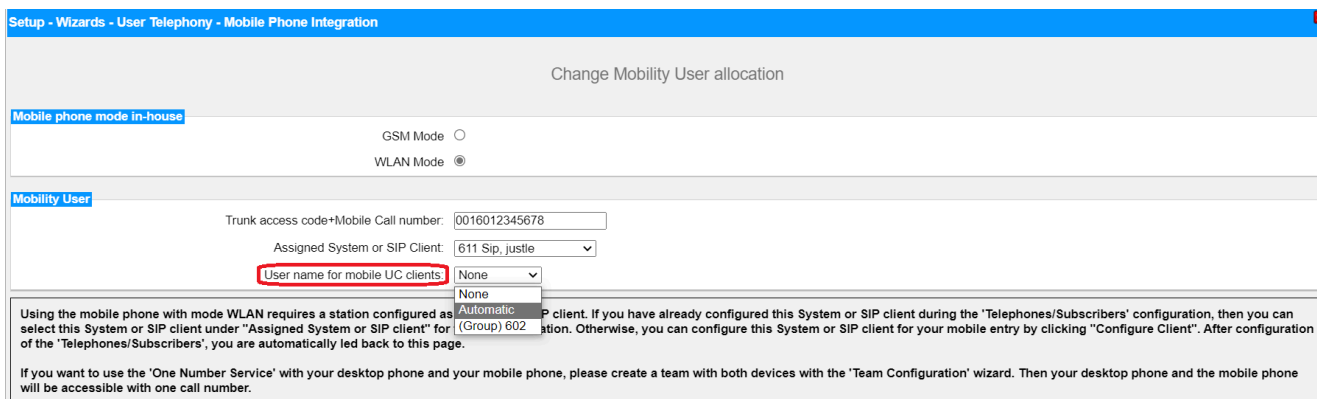 Setup - Wizards - User Telephony - Mobile Phone Integration
Change Mobility User allocation
Mobile phone mode in-house
GSM Mode
WLAN Mode
Mobility User
Trunk access code+Mobile Call number: 0016012345678
Assigned System or SIP Client: 611 Sip, justle
User name for mobile UC clients: None
None
Automatic
(Group) 602
Using the mobile phone with mode WLAN requires a station configured as P client. If you have already configured this System or SIP client during the 'Telephones/Subscribers' configuration, then you can
select this System or SIP client under "Assigned System or SIP client" for ation. Otherwise, you can configure this System or SIP client for your mobile entry by clicking "Configure Client". After configuration
of the 'Telephones/Subscribers', you are automatically led back to this page.
If you want to use the 'One Number Service' with your desktop phone and your mobile phone, please create a team with both devices with the 'Team Configuration' wizard. Then your desktop phone and the mobile phone
will be accessible with one call number.